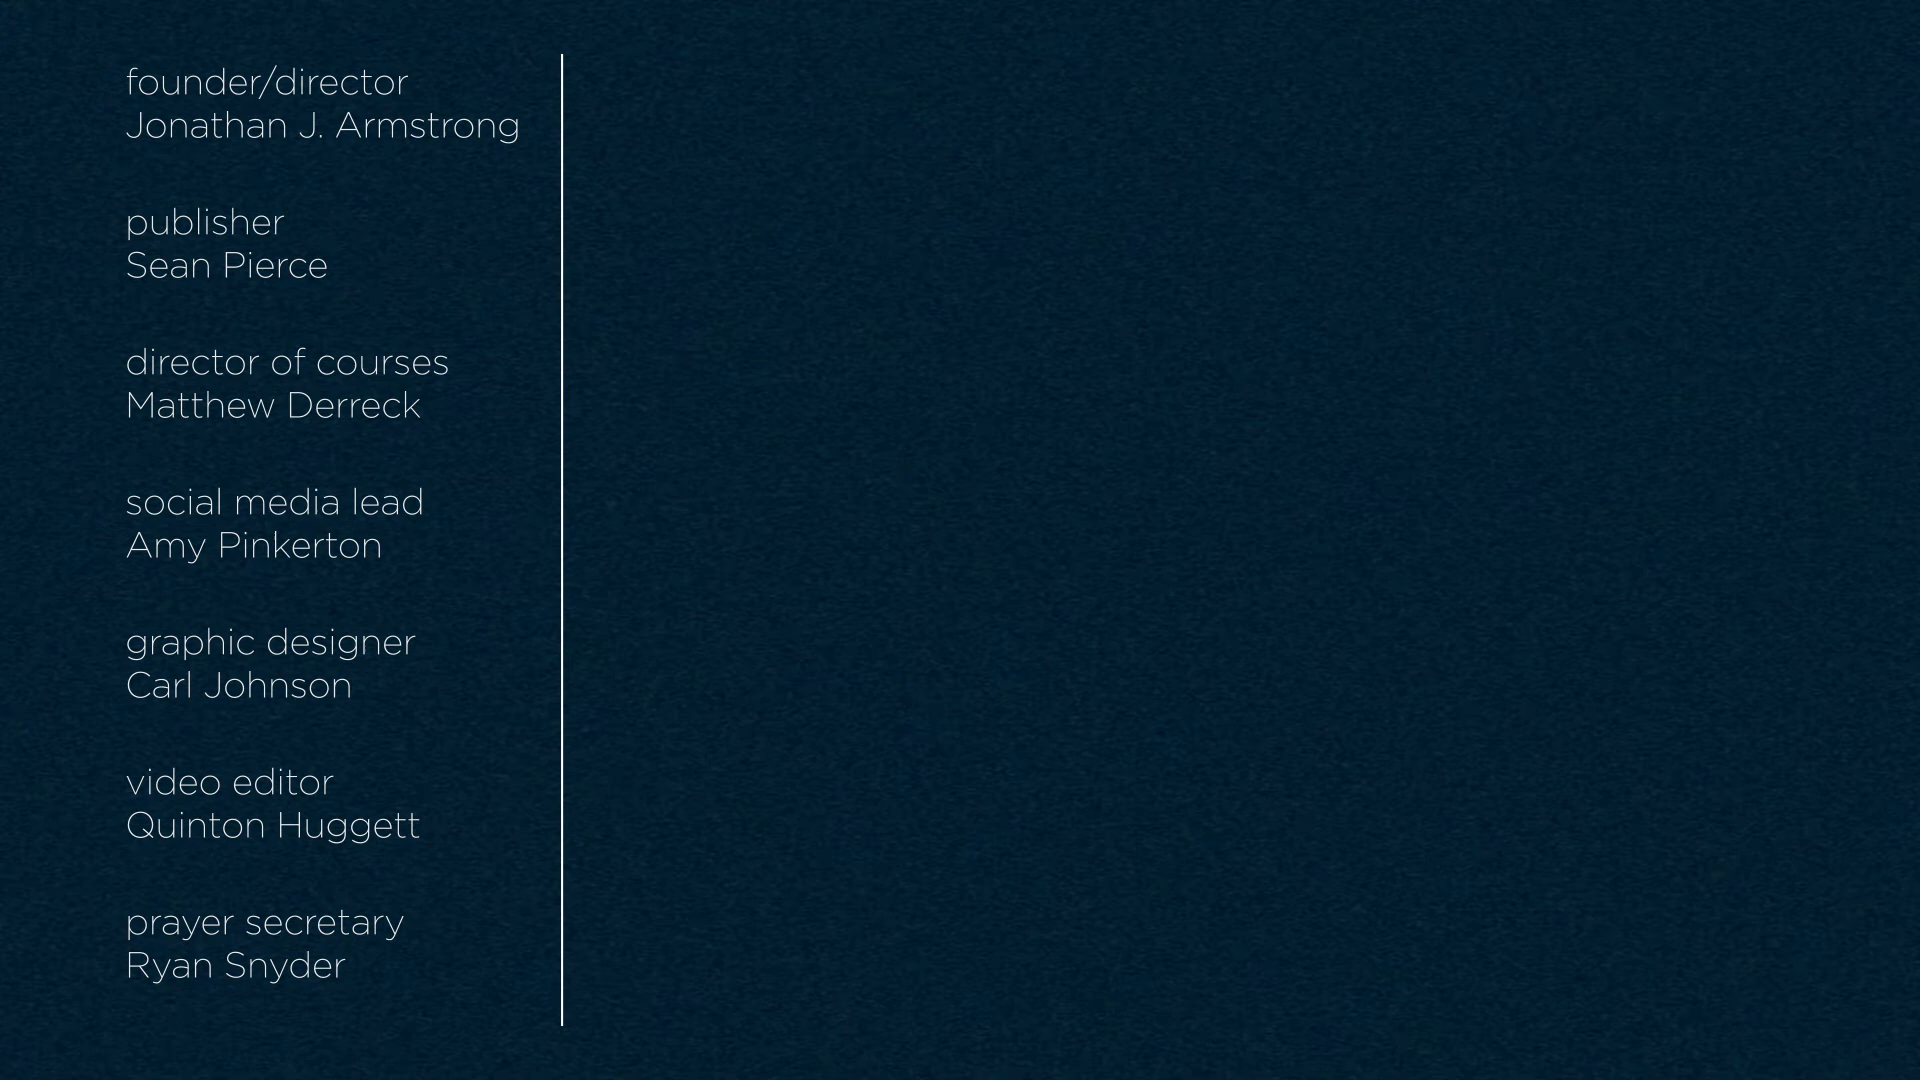 founder/director
Jonathan J. Armstrong
publisher
Sean Pierce
director of courses
Matthew Derreck
social media lead
Amy Pinkerton
graphic designer
Carl Johnson
video editor
Quinton Huggett
prayer secretary
Ryan Snyder